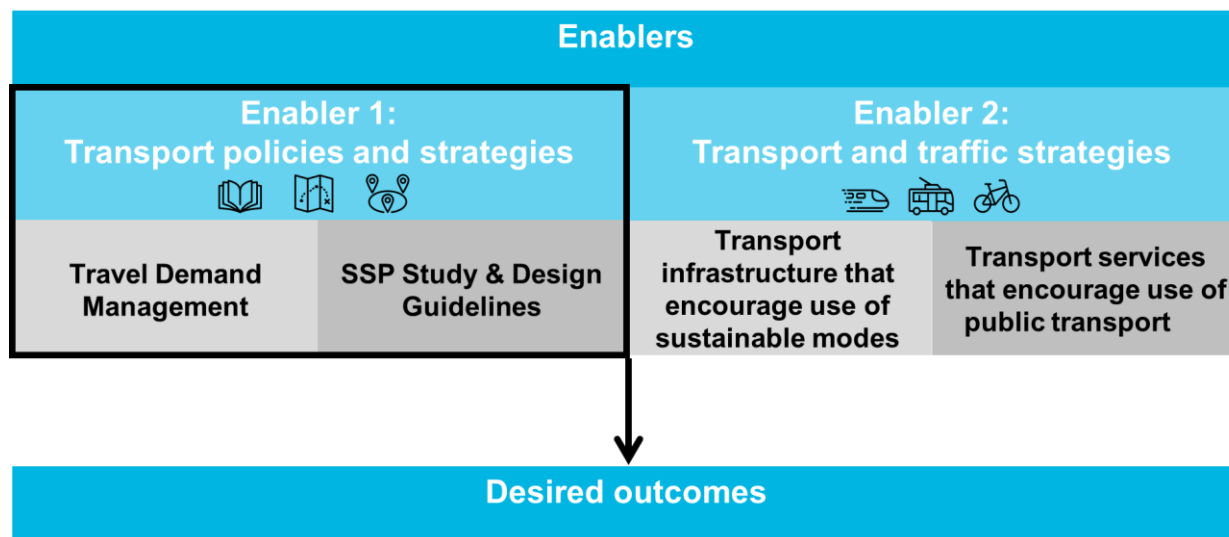 Enablers
Enabler 1:
Transport policies and strategies
Enabler 2:
Transport and traffic strategies
Travel Demand
Management
SSP Study & Design
Guidelines
Transport
infrastructure that
encourage use of
sustainable modes
Transport services
that encourage use of
public transport
Desired outcomes